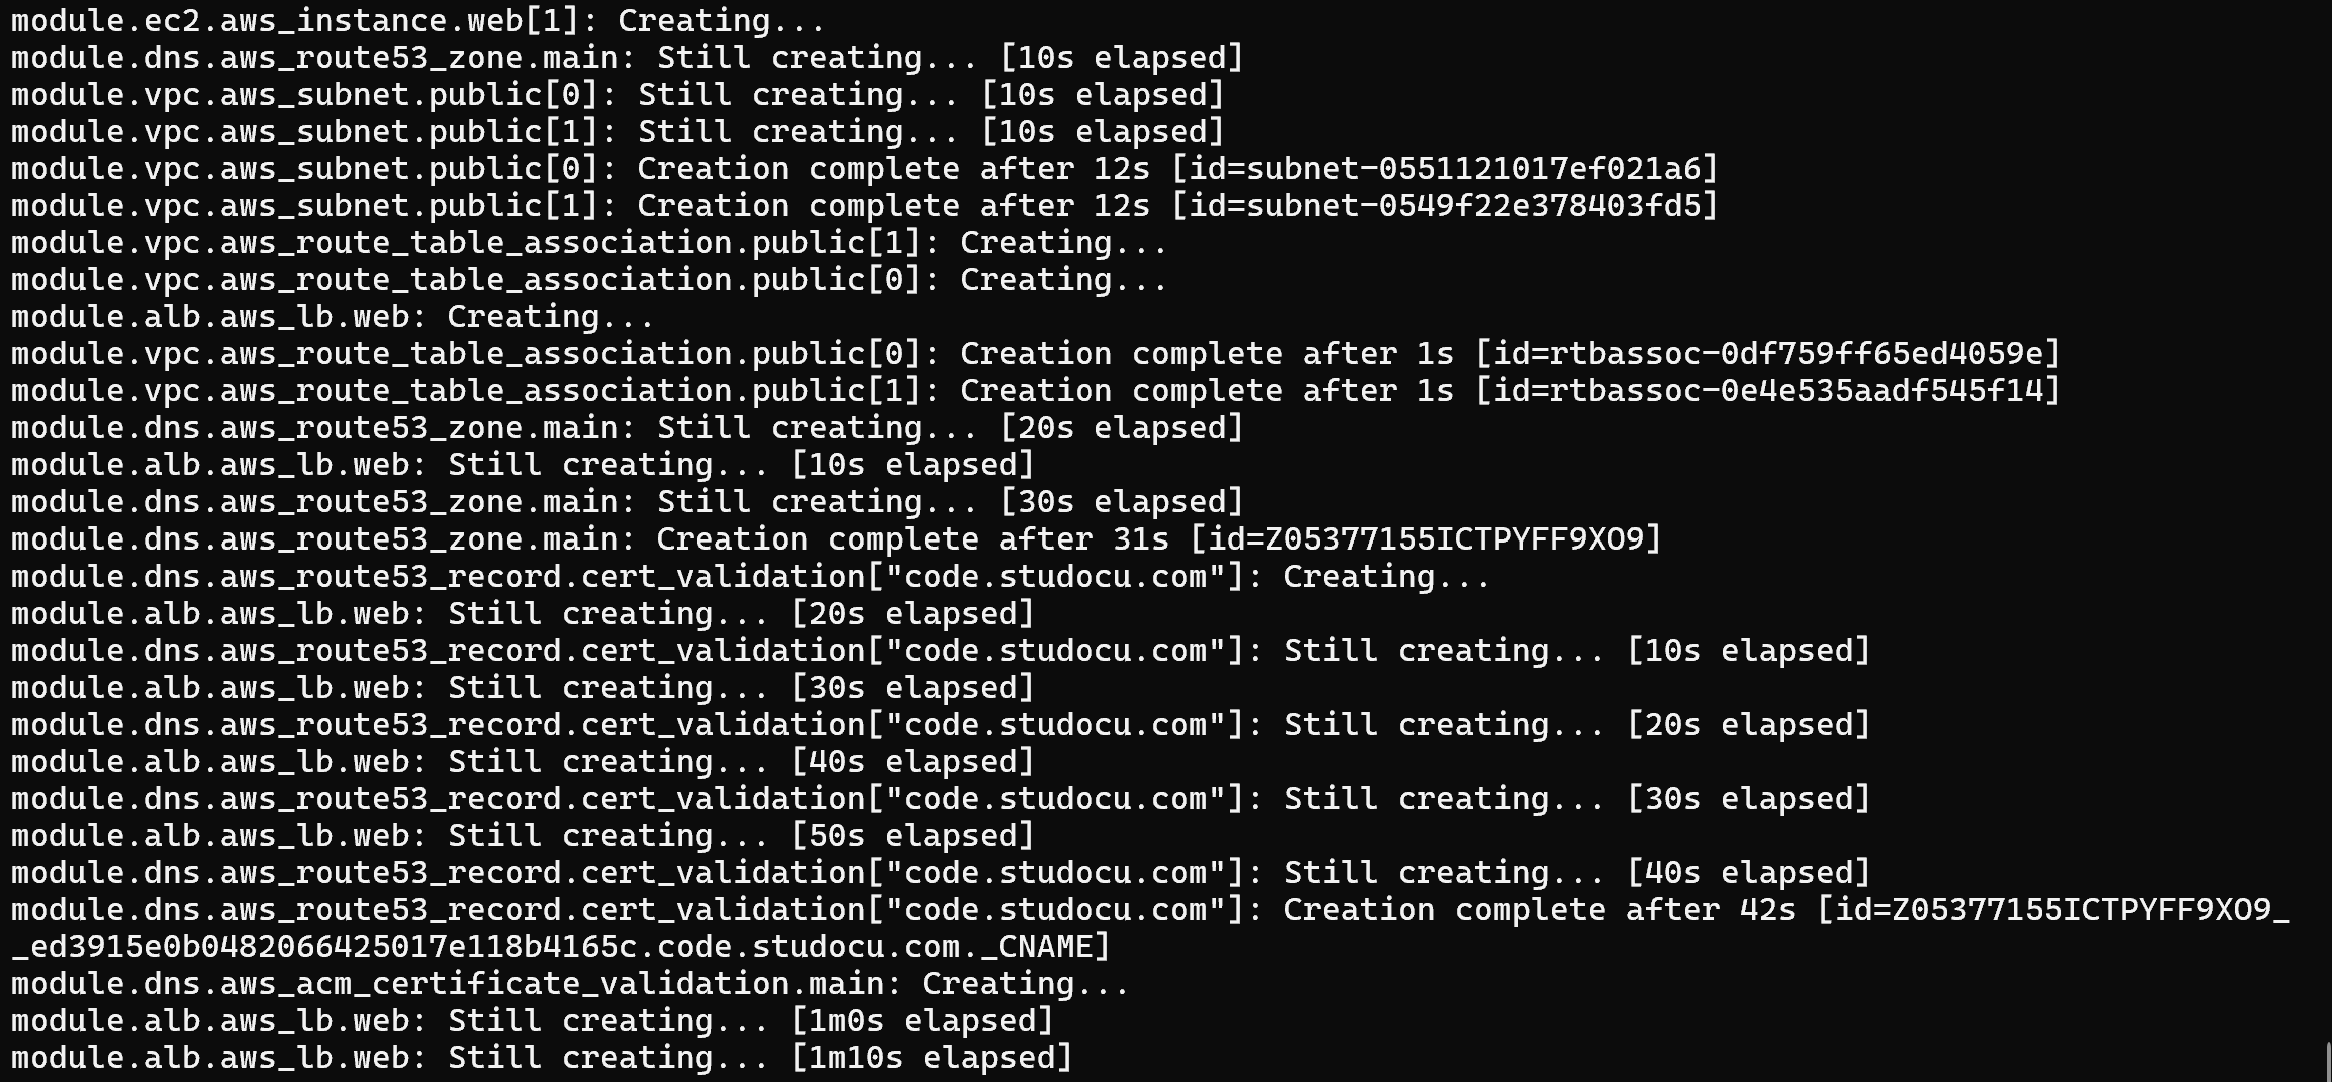 module.ec2.aws_instance.web[1]: Creating...
module.dns.aws_route53_zone.main: Still creating... [10s elapsed]
module.vpc.aws_subnet.public[0]: Still creating... [10s elapsed]
module.vpc.aws_subnet.public[1]: Still creating... [10s elapsed]
module.vpc.aws_subnet.public[0]: Creation complete after 12s [id=subnet-0551121017ef021a6]
module.vpc.aws_subnet.public[1]: Creation complete after 12s [id=subnet-0549f22e378403fd5]
module.vpc.aws_route_table_association.public[1]: Creating...
module.vpc.aws_route_table_association.public[0]: Creating...
module.alb.aws_lb.web: Creating...
module.vpc.aws_route_table_association.public[0]: Creation complete after 1s [id=rtbassoc-0df759ff65ed4059e]
module.vpc.aws_route_table_association.public[1]: Creation complete after 1s [id=rtbassoc-0e4e535aadf545f14]
module.dns.aws_route53_zone.main: Still creating... [20s elapsed]
module.alb.aws_lb.web: Still creating... [10s elapsed]
module.dns.aws_route53_zone.main: Still creating... [30s elapsed]
module.dns.aws_route53_zone.main: Creation complete after 31s [id=Z05377155ICTPYFF9XO9]
module.dns.aws_route53_record.cert_validation["code.studocu.com"]: Creating...
module.alb.aws_lb.web: Still creating... [20s elapsed]
module.dns.aws_route53_record.cert_validation["code.studocu.com"]: Still creating... [10s elapsed]
module.alb.aws_lb.web: Still creating... [30s elapsed]
module.dns.aws_route53_record.cert_validation["code.studocu.com"]: Still creating... [20s elapsed]
module.alb.aws_lb.web: Still creating... [40s elapsed]
module.dns.aws_route53_record.cert_validation["code.studocu.com"]: Still creating... [30s elapsed]
module.alb.aws_lb.web: Still creating... [50s elapsed]
module.dns.aws_route53_record.cert_validation["code.studocu.com"]: Still creating... [40s elapsed]
module.dns.aws_route53_record.cert_validation["code.studocu.com"]: Creation complete after 42s [id=Z05377155ICTPYFF9XO9_
_ed3915e0b0482066425017e118b4165c.code.studocu.com._CNAME]
module.dns.aws_acm_certificate_validation.main: Creating...
module.alb.aws_lb.web: Still creating... [1m0s elapsed]
module.alb.aws_lb.web: Still creating... [1m10s elapsed]